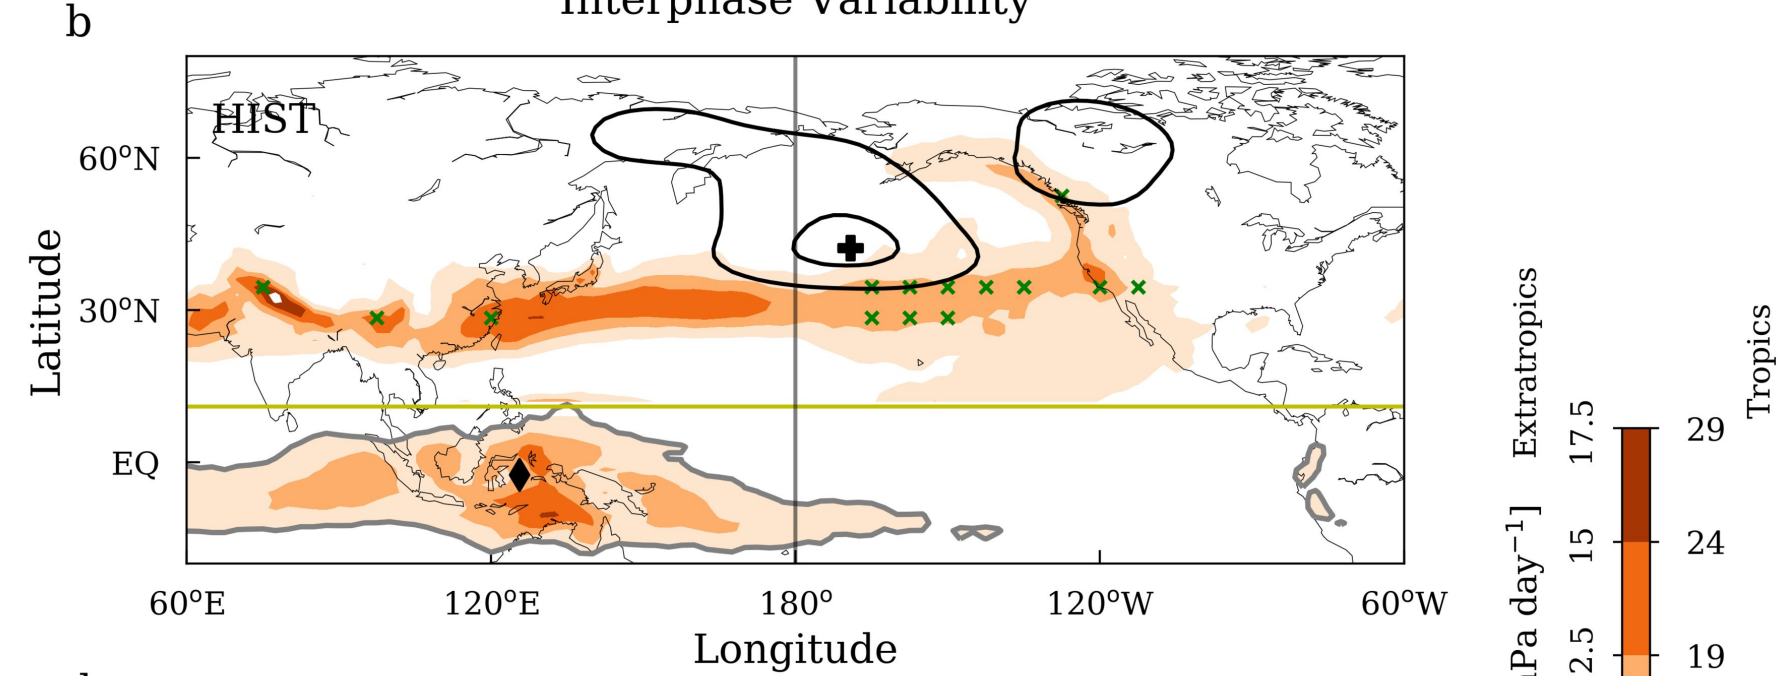 b
Interphase Variability
HIST
60°N
30°N
EQ
Latitude
60°E 120°E 180° 120°W 60°W
Longitude
Extratropics
Tropics
17.5 29
15 24
2.5 19
Pa day⁻¹]